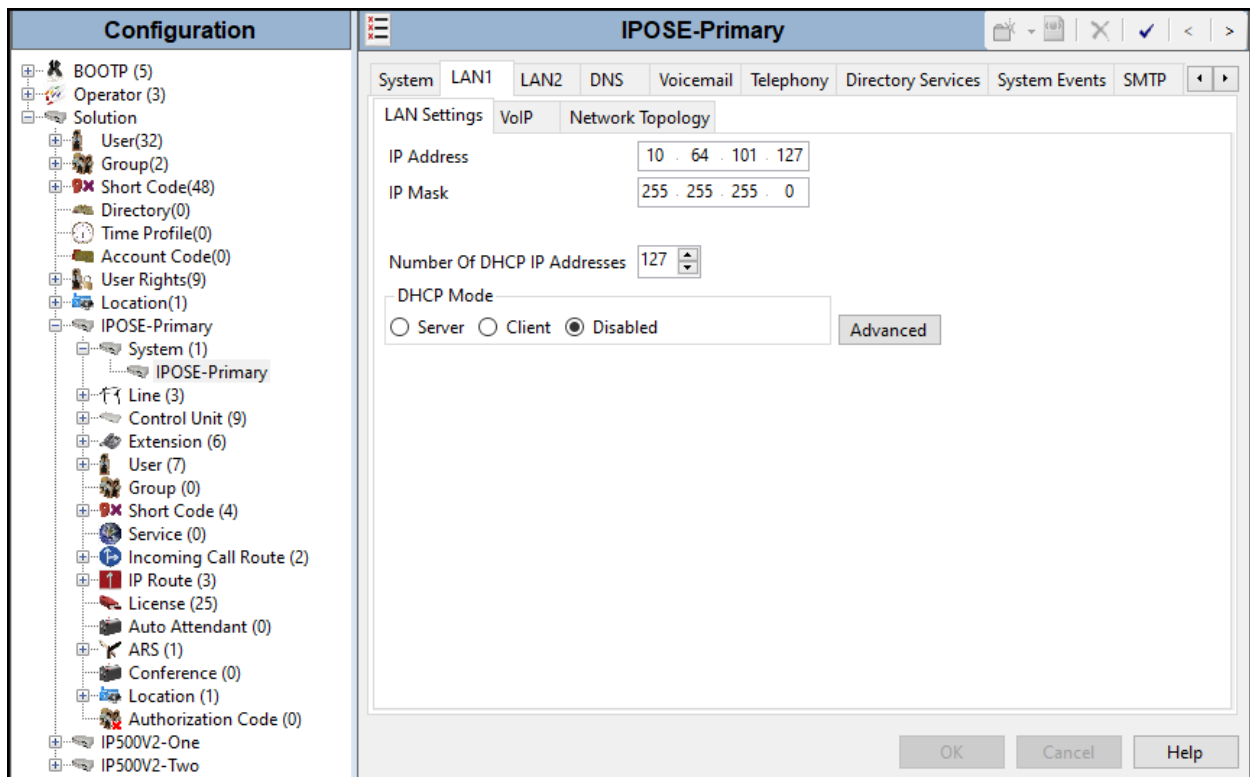 Configuration
BOOTP (5)
Operator (3)
Solution
User(32)
Group(2)
Short Code(48)
Directory(0)
Time Profile(0)
Account Code(0)
User Rights(9)
Location(1)
IPOSE-Primary
System (1)
IPOSE-Primary
Line (3)
Control Unit (9)
Extension (6)
User (7)
Group (0)
Short Code (4)
Service (0)
Incoming Call Route (2)
IP Route (3)
License (25)
Auto Attendant (0)
ARS (1)
Conference (0)
Location (1)
Authorization Code (0)
IP500V2-One
IP500V2-Two
IPOSE-Primary
System LAN1 LAN2 DNS Voicemail Telephony Directory Services System Events SMTP
LAN Settings VoIP Network Topology
IP Address 10 . 64 . 101 . 127
IP Mask 255 . 255 . 255 . 0
Number Of DHCP IP Addresses 127
DHCP Mode
Server Client Disabled Advanced
OK Cancel Help